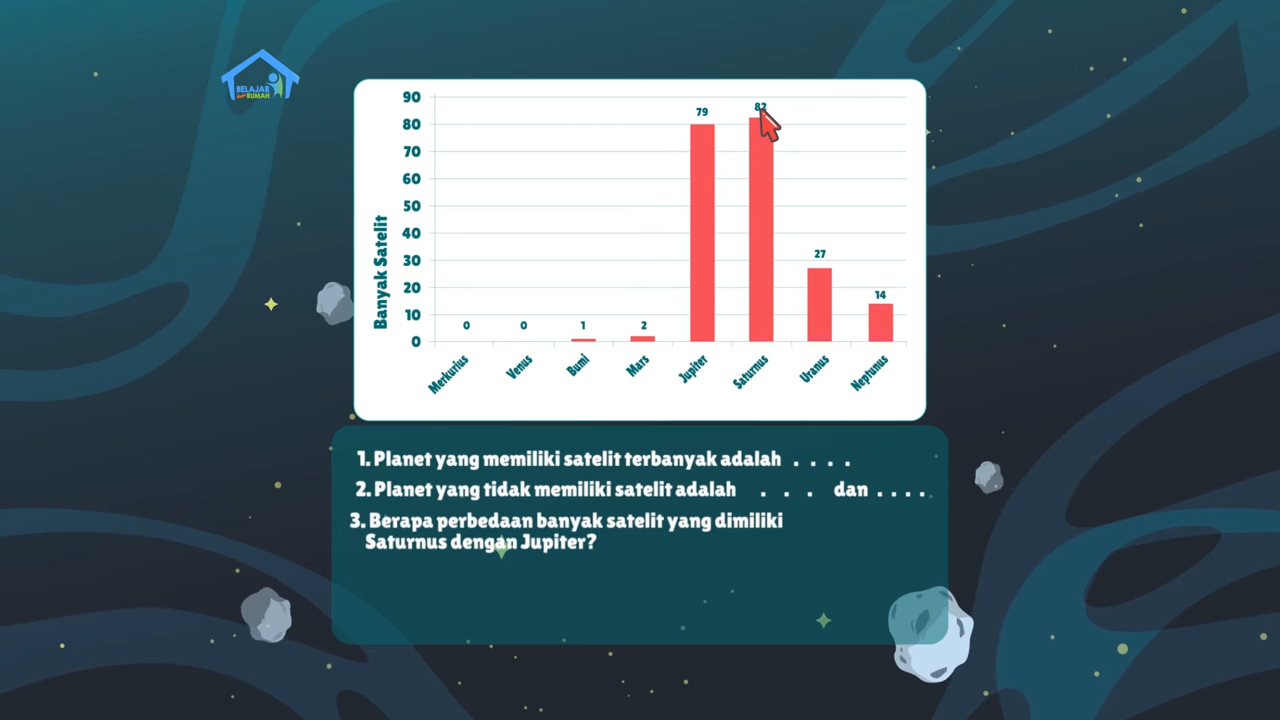 BELAJAR
dari RUMAH
90
80
70
60
50
40
30
20
10
0
Banyak Satelit
0
0
1
2
79
82
27
14
Merkurius
Venus
Bumi
Mars
Jupiter
Saturnus
Uranus
Neptunus
1. Planet yang memiliki satelit terbanyak adalah . . . .
2. Planet yang tidak memiliki satelit adalah . . . dan . . . .
3. Berapa perbedaan banyak satelit yang dimiliki
Saturnus dengan Jupiter?